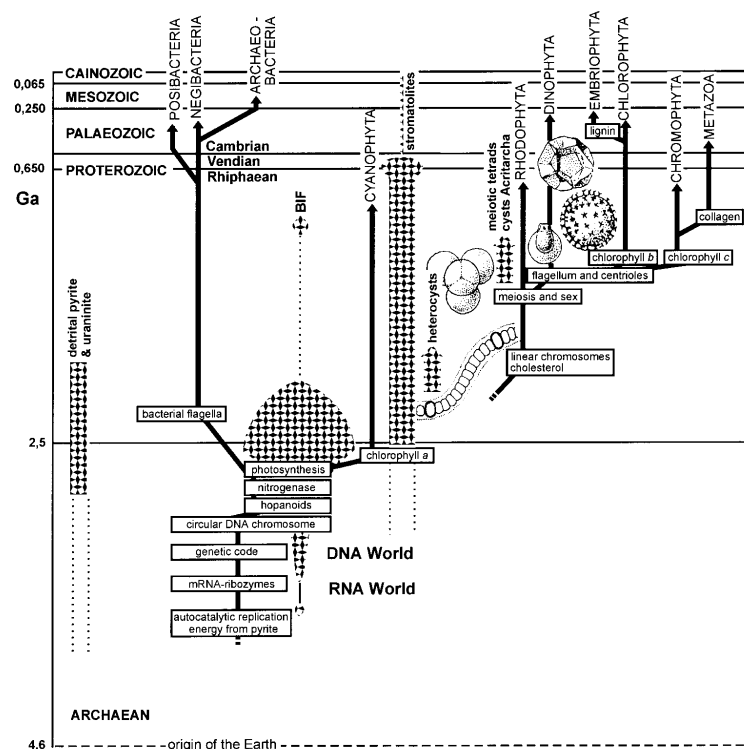 CAINOZOIC
0,065
MESOZOIC
0,250
PALAEOZOIC
Cambrian
Vendian
0,650
PROTEROZOIC
Rhiphaean
Ga
POSIBACTERIA
NEGIBACTERIA
ARCHAEO -
BACTERIA
CYANOPHYTA
stromatolites
RHODOPHYTA
DINOPHYTA
EMBRIOPHYTA
CHLOROPHYTA
CHROMOPHYTA
METAZOA
lignin
BIF
meiotic tetrads
cysts Acritarcha
collagen
chlorophyll b
chlorophyll c
flagellum and centrioles
meiosis and sex
detrital pyrite
& uraninite
heterocysts
linear chromosomes
cholesterol
bacterial flagella
2,5
chlorophyll a
photosynthesis
nitrogenase
hopanoids
circular DNA chromosome
genetic code
DNA World
mRNA-ribozymes
RNA World
autocatalytic replication
energy from pyrite
ARCHAEAN
4.6
origin of the Earth